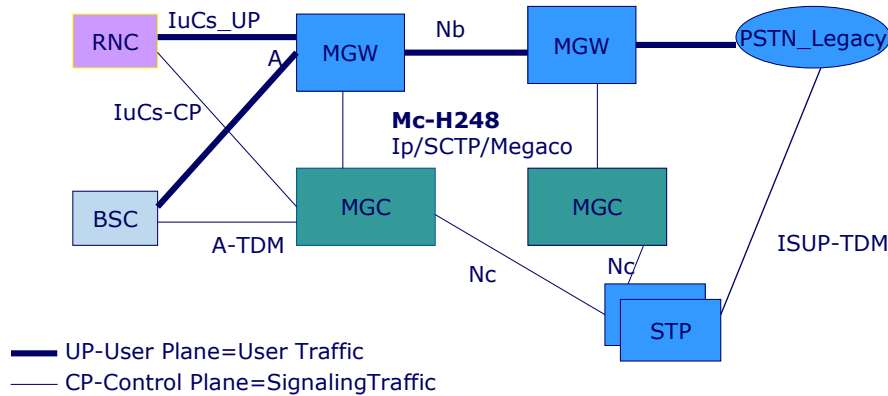 IuCs_UP
RNC
A
MGW
Nb
MGW
PSTN_Legacy
IuCs-CP
Mc-H248
Ip/SCTP/Megaco
BSC
MGC
MGC
A-TDM
ISUP-TDM
Nc
Nc
STP
UP-User Plane=User Traffic
CP-Control Plane=SignalingTraffic